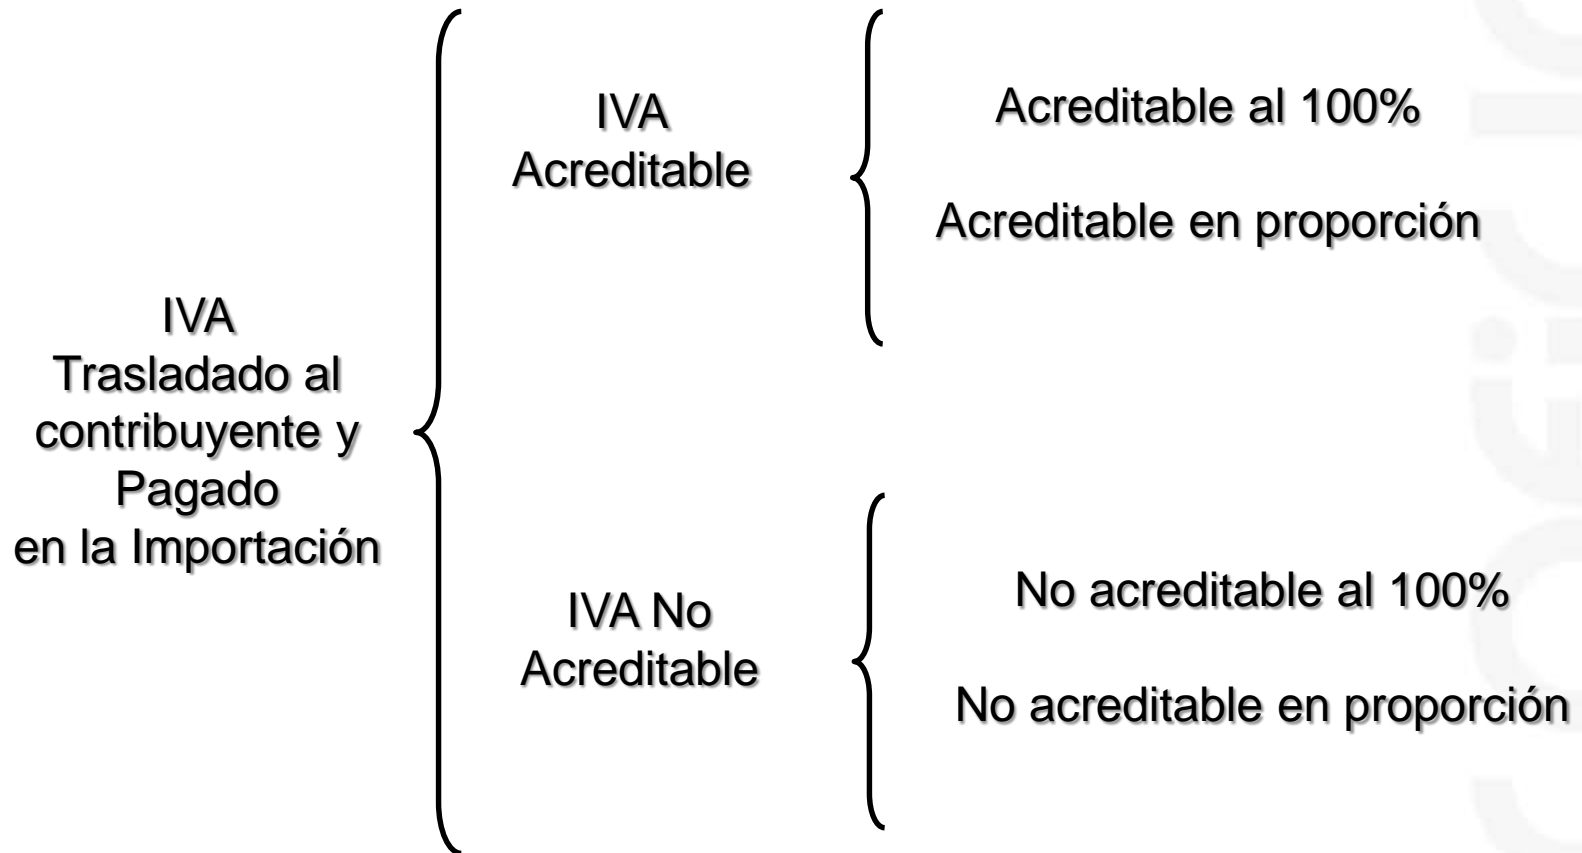 IVA
Trasladado al
contribuyente y
Pagado
en la Importación
IVA
Acreditable
Acreditable al 100%
Acreditable en proporción
IVA No
Acreditable
No acreditable al 100%
No acreditable en proporción